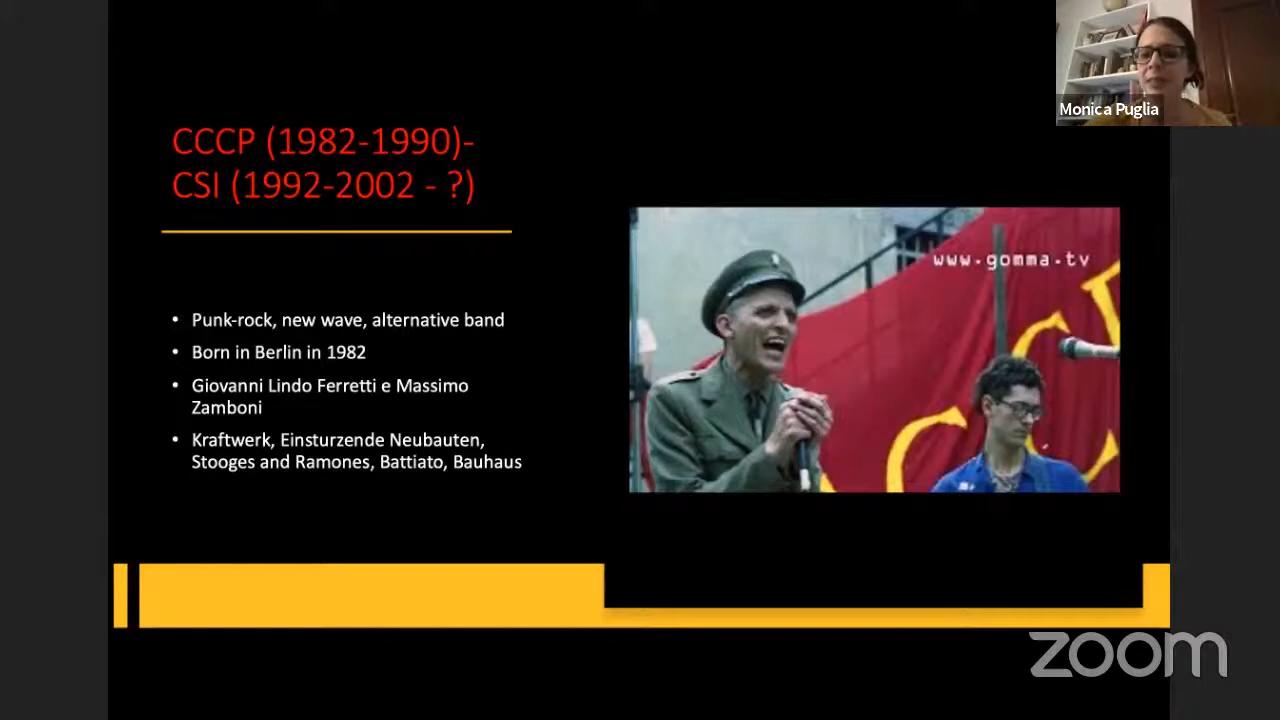 Monica Puglia
CCCP (1982-1990)-
CSI (1992-2002 - ?)
www.gomma.tv
• Punk-rock, new wave, alternative band
• Born in Berlin in 1982
• Giovanni Lindo Ferretti e Massimo
Zamboni
• Kraftwerk, Einsturzende Neubauten,
Stooges and Ramones, Battiato, Bauhaus
zoom